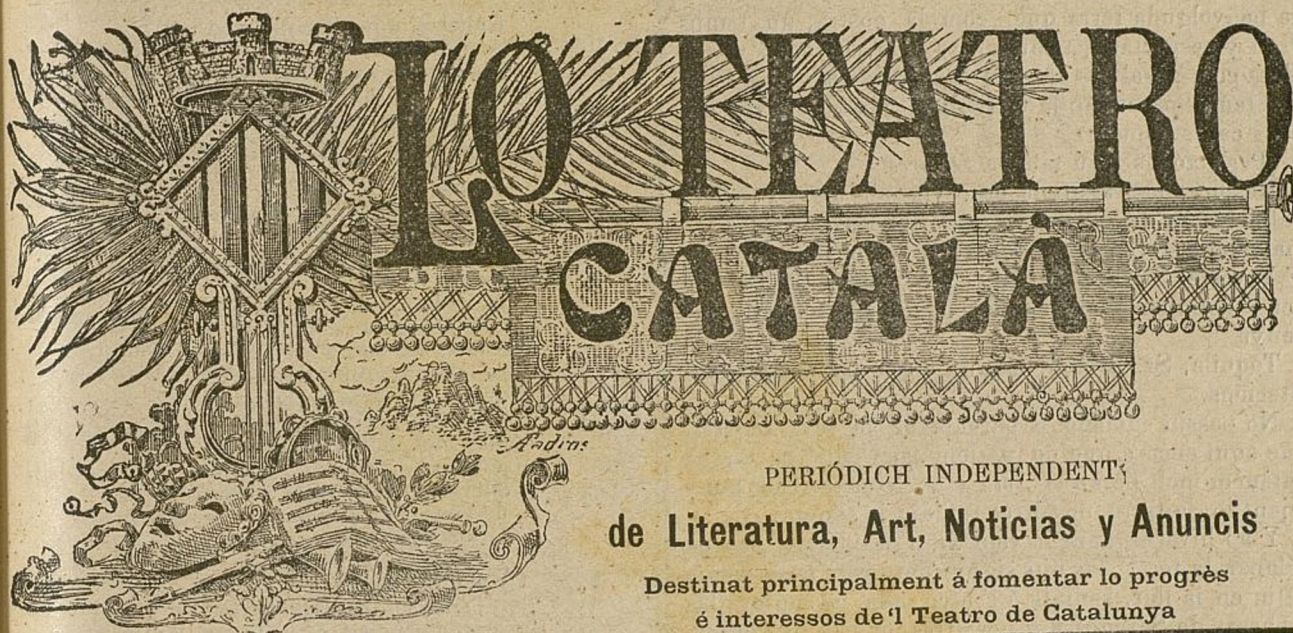 LO TEATRO
CATALÀ
PERIÓDICH INDEPENDENT
de Literatura, Art, Noticias y Anuncis
Destinat principalment á fomentar lo progrès
é interessos de'l Teatro de Catalunya